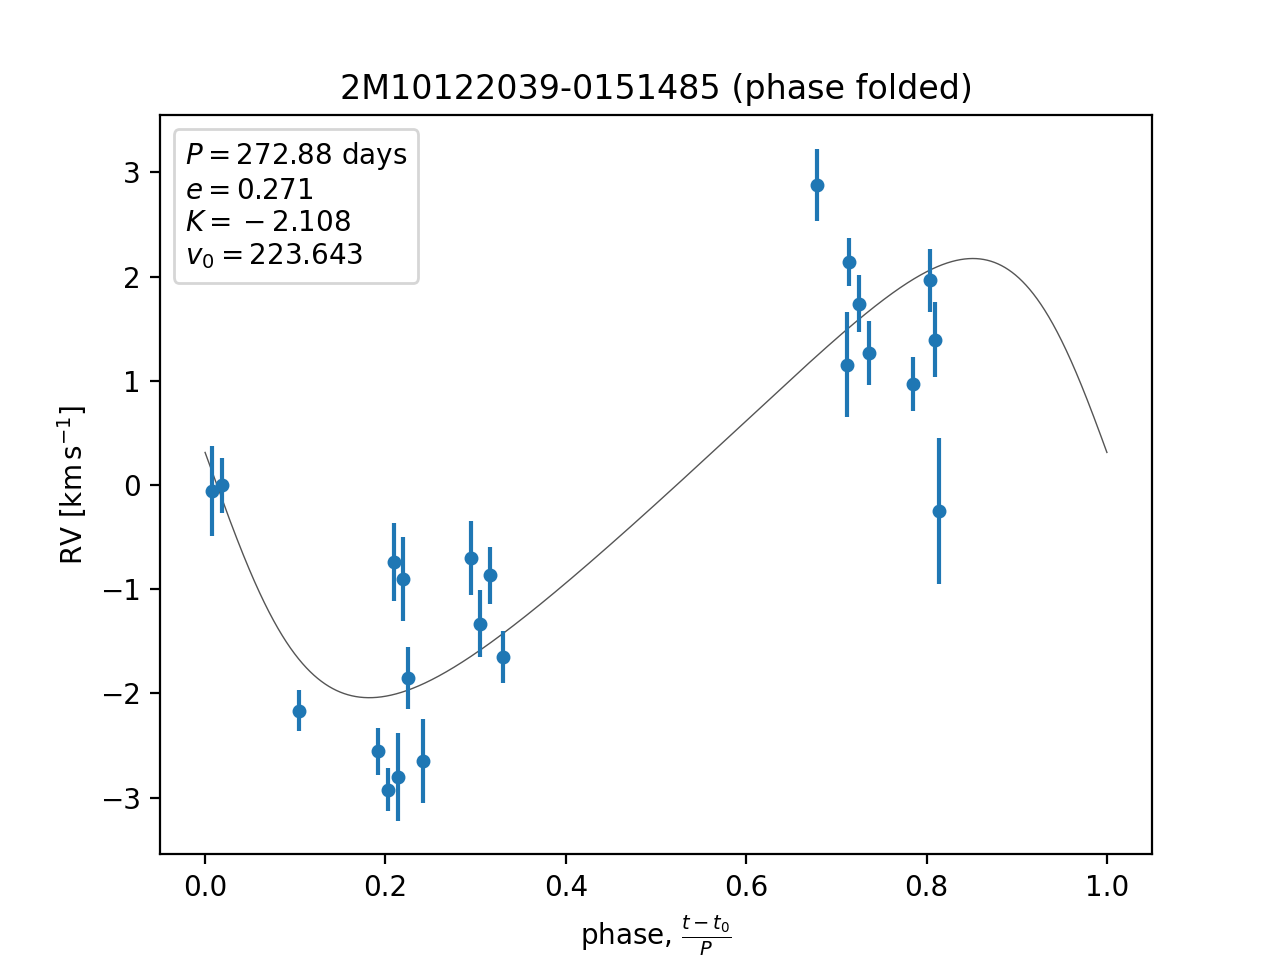 2M10122039-0151485 (phase folded)
P = 272.88 days
e = 0.271
K = −2.108
v₀ = 223.643
3
2
1
0
−1
−2
−3
RV [km s⁻¹]
0.0 0.2 0.4 0.6 0.8 1.0
phase, (t − t₀)/P